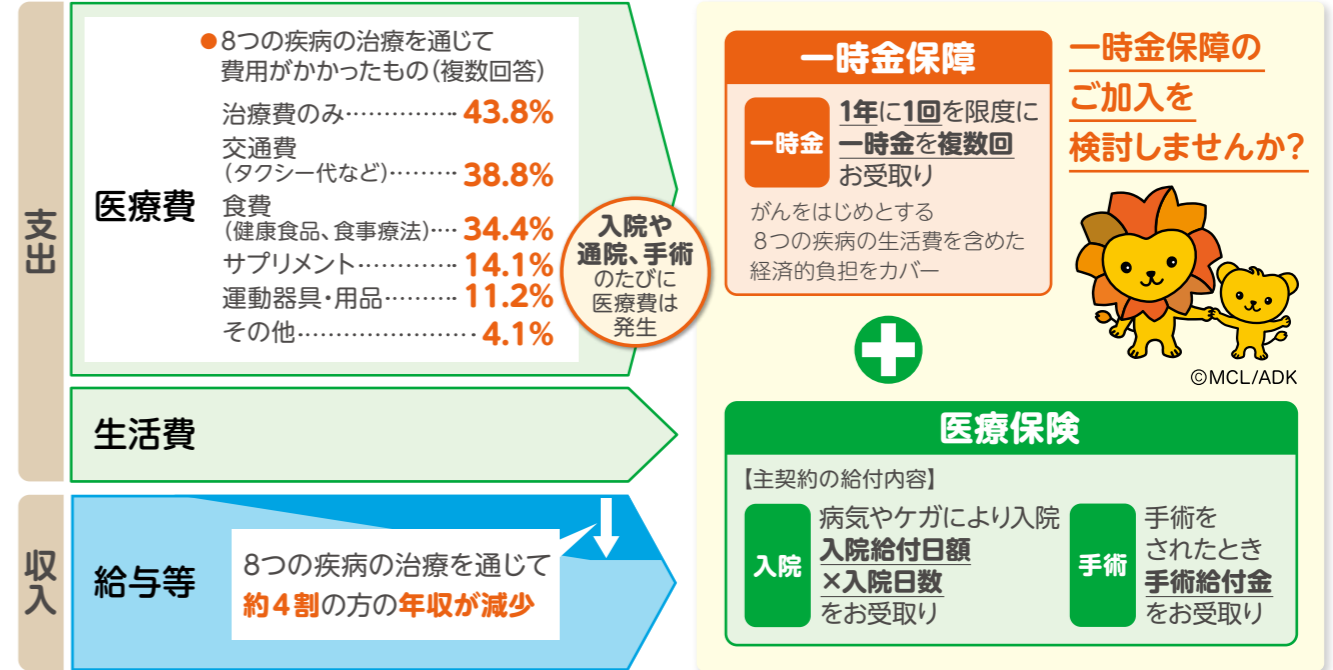 支出
医療費
●8つの疾病の治療を通じて
費用がかかったもの（複数回答）
治療費のみ…………… 43.8%
交通費
（タクシー代など）……… 38.8%
食費
（健康食品、食事療法）…. 34.4%
サプリメント…………. 14.1%
運動器具・用品………. 11.2%
その他…………………. 4.1%
入院や
通院、手術
のたびに
医療費は
発生
生活費
収入
給与等
8つの疾病の治療を通じて
約4割の方の年収が減少
一時金保障
一時金
1年に1回を限度に
一時金を複数回
お受取り
がんをはじめとする
8つの疾病の生活費を含めた
経済的負担をカバー
一時金保障の
ご加入を
検討しませんか?
©MCL/ADK
医療保険
【主契約の給付内容】
入院
病気やケガにより入院
入院給付日額
×入院日数
をお受取り
手術
手術を
されたとき
手術給付金
をお受取り